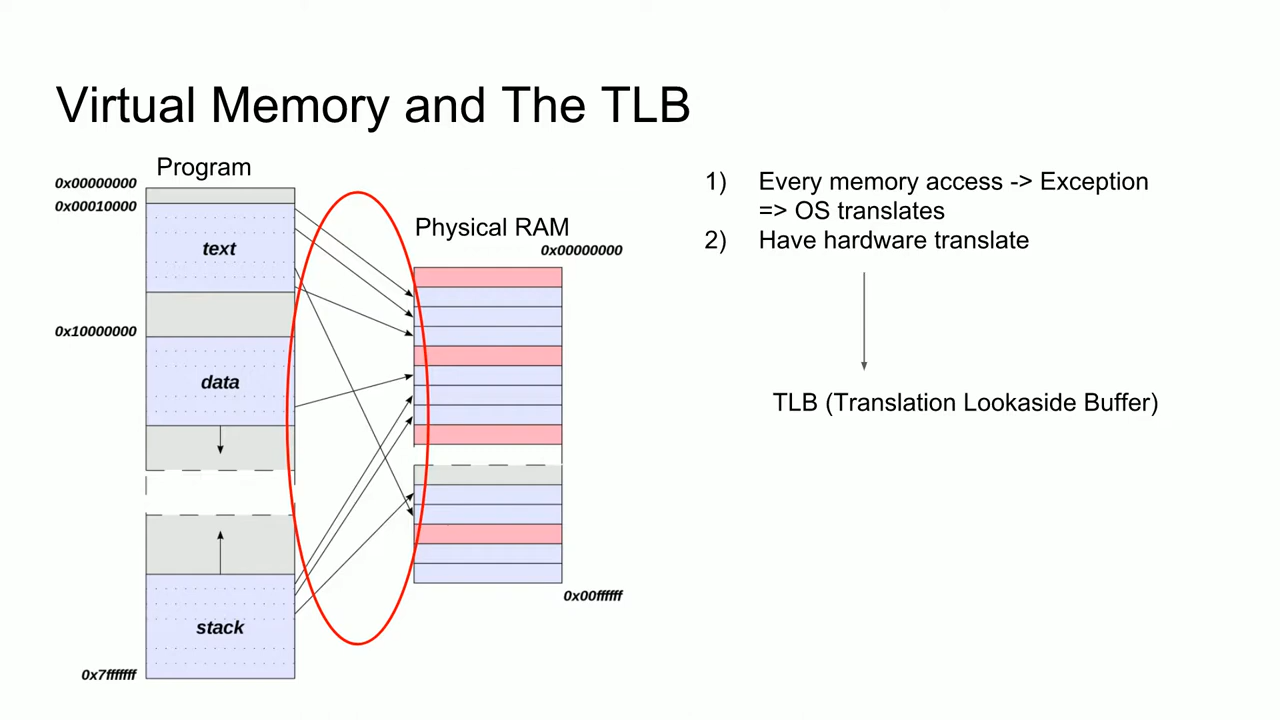 Virtual Memory and The TLB
Program
0x00000000
0x00010000
text
0x10000000
data
stack
0x7fffffff
Physical RAM
0x00000000
0x00ffffff
1) Every memory access -> Exception
=> OS translates
2) Have hardware translate
TLB (Translation Lookaside Buffer)